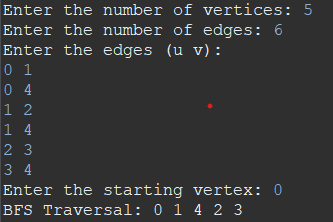 Enter the number of vertices: 5
Enter the number of edges: 6
Enter the edges (u v):
0 1
0 4
1 2
1 4
2 3
3 4
Enter the starting vertex: 0
BFS Traversal: 0 1 4 2 3